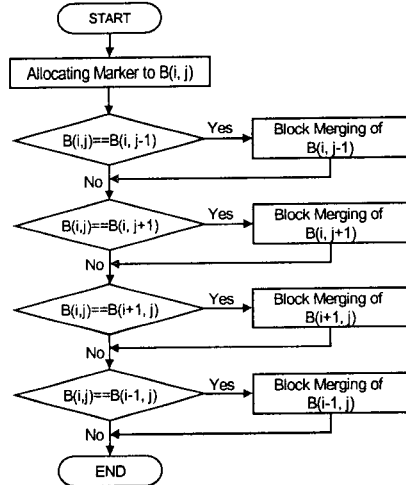 START
Allocating Marker to B(i, j)
B(i,j)==B(i, j-1)
Yes
Block Merging of
B(i, j-1)
No
B(i,j)==B(i, j+1)
Yes
Block Merging of
B(i, j+1)
No
B(i,j)==B(i+1, j)
Yes
Block Merging of
B(i+1, j)
No
B(i,j)==B(i-1, j)
Yes
Block Merging of
B(i-1, j)
No
END